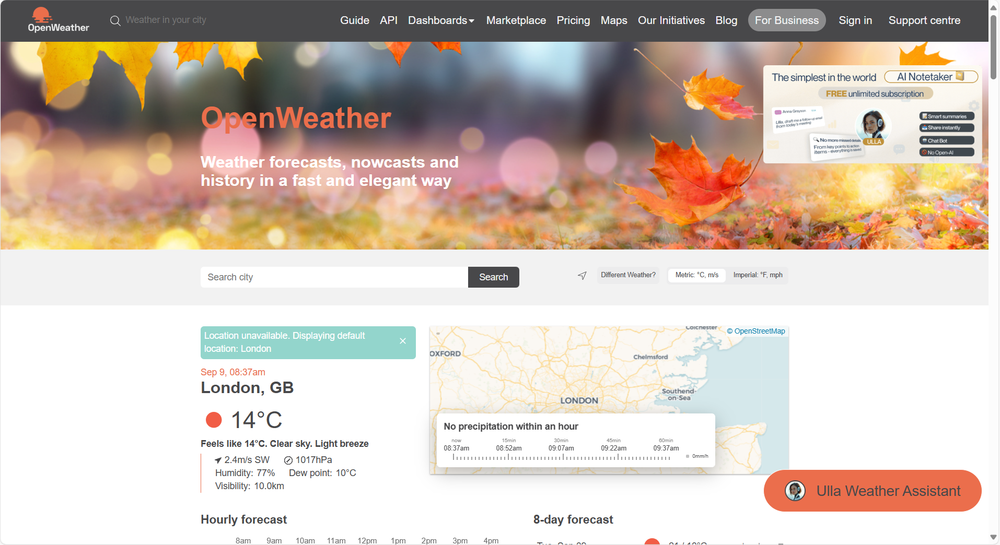 OpenWeather
Weather in your city
Guide
API
Dashboards
Marketplace
Pricing
Maps
Our Initiatives
Blog
For Business
Sign in
Support centre
The simplest in the world
AI Notetaker
FREE unlimited subscription
Anna Grayson
Ulla, draft me a follow-up email
from today's meeting
No more missed details
From key points to action
items - everything is saved
ULLA
Smart summaries
Share instantly
Chat Bot
No Open-AI
OpenWeather
Weather forecasts, nowcasts and
history in a fast and elegant way
Search city
Search
Different Weather?
Metric: °C, m/s
Imperial: °F, mph
Location unavailable. Displaying default
location: London
Sep 9, 08:37am
London, GB
14°C
Feels like 14°C. Clear sky. Light breeze
2.4m/s SW
1017hPa
Humidity: 77%
Dew point: 10°C
Visibility: 10.0km
Colchester
© OpenStreetMap
OXFORD
Chelmsford
Southend-
on-Sea
LONDON
No precipitation within an hour
now
15min
30min
45min
60min
08:37am
08:52am
09:07am
09:22am
09:37am
0mm/h
Ulla Weather Assistant
Hourly forecast
8am
9am
10am
11am
12pm
1pm
2pm
3pm
4pm
8-day forecast